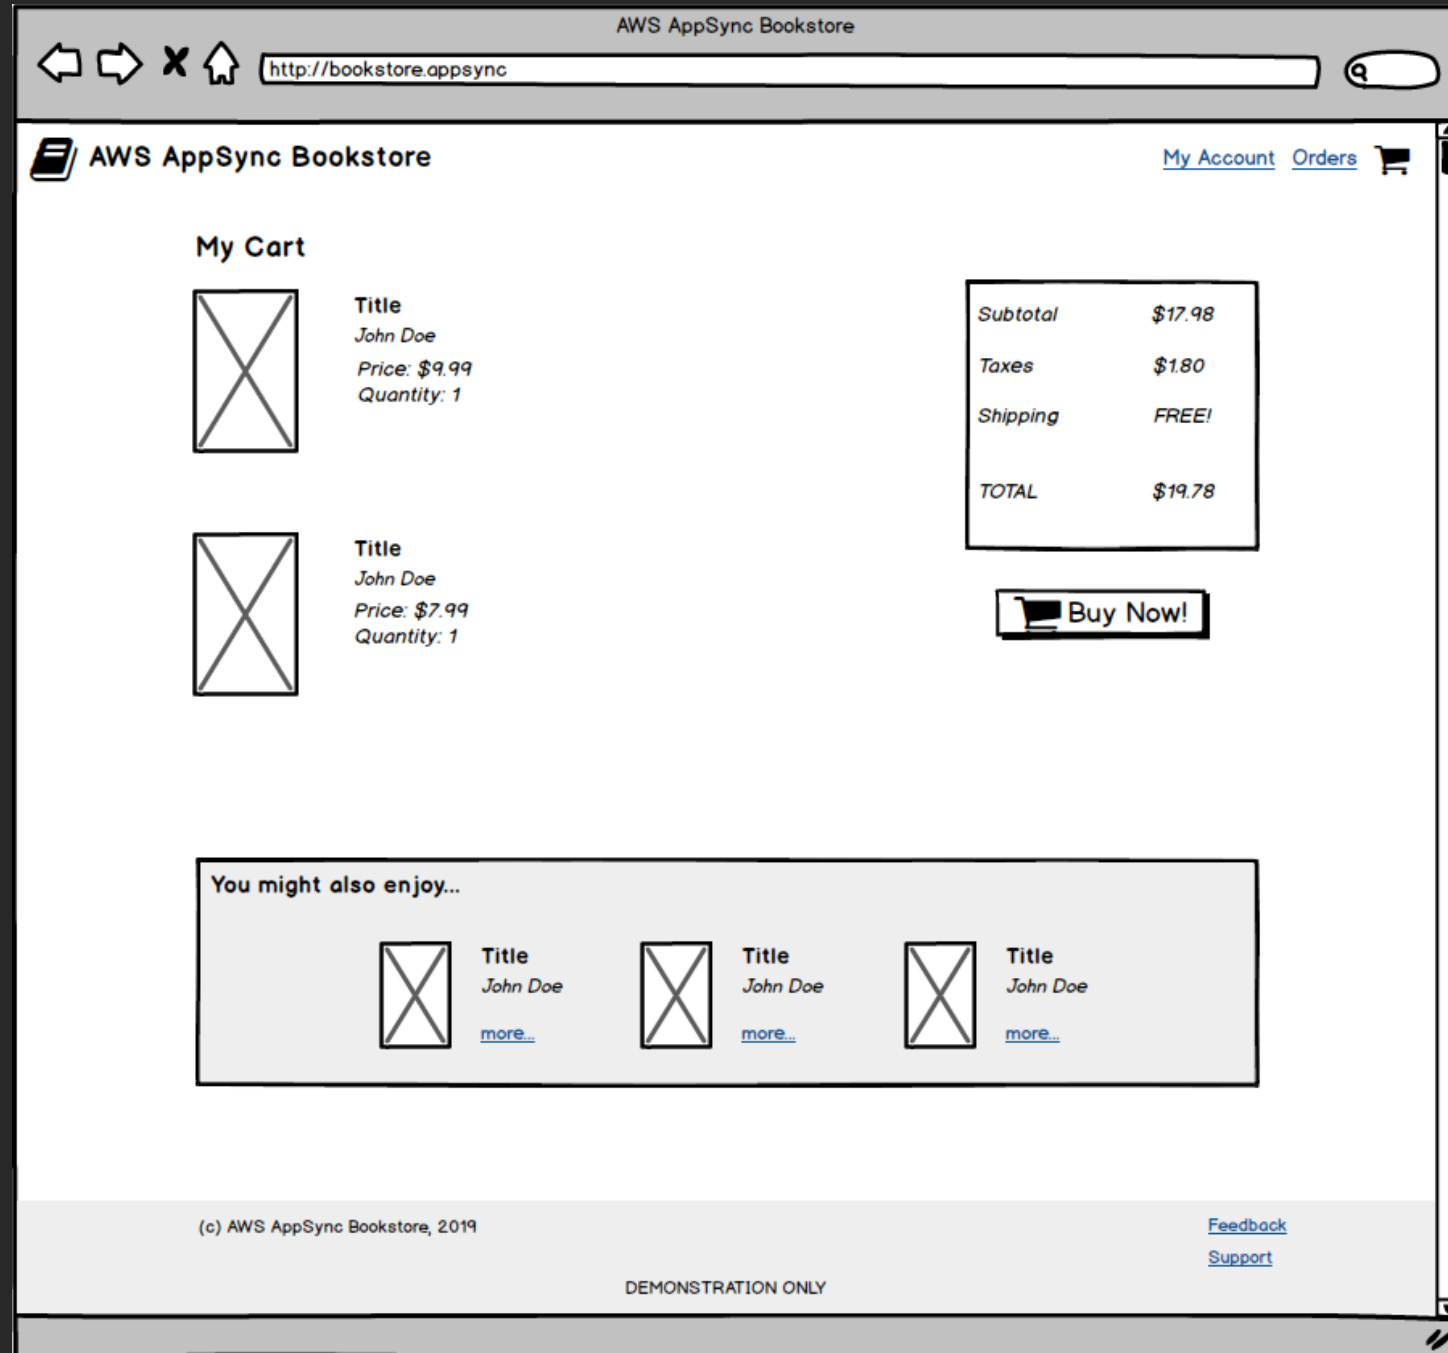 AWS AppSync Bookstore
http://bookstore.appsync
AWS AppSync Bookstore
My Account Orders
My Cart
Title
John Doe
Price: $9.99
Quantity: 1
Title
John Doe
Price: $7.99
Quantity: 1
Subtotal $17.98
Taxes $1.80
Shipping FREE!
TOTAL $19.78
Buy Now!
You might also enjoy...
Title
John Doe
more...
Title
John Doe
more...
Title
John Doe
more...
(c) AWS AppSync Bookstore, 2019
Feedback
Support
DEMONSTRATION ONLY